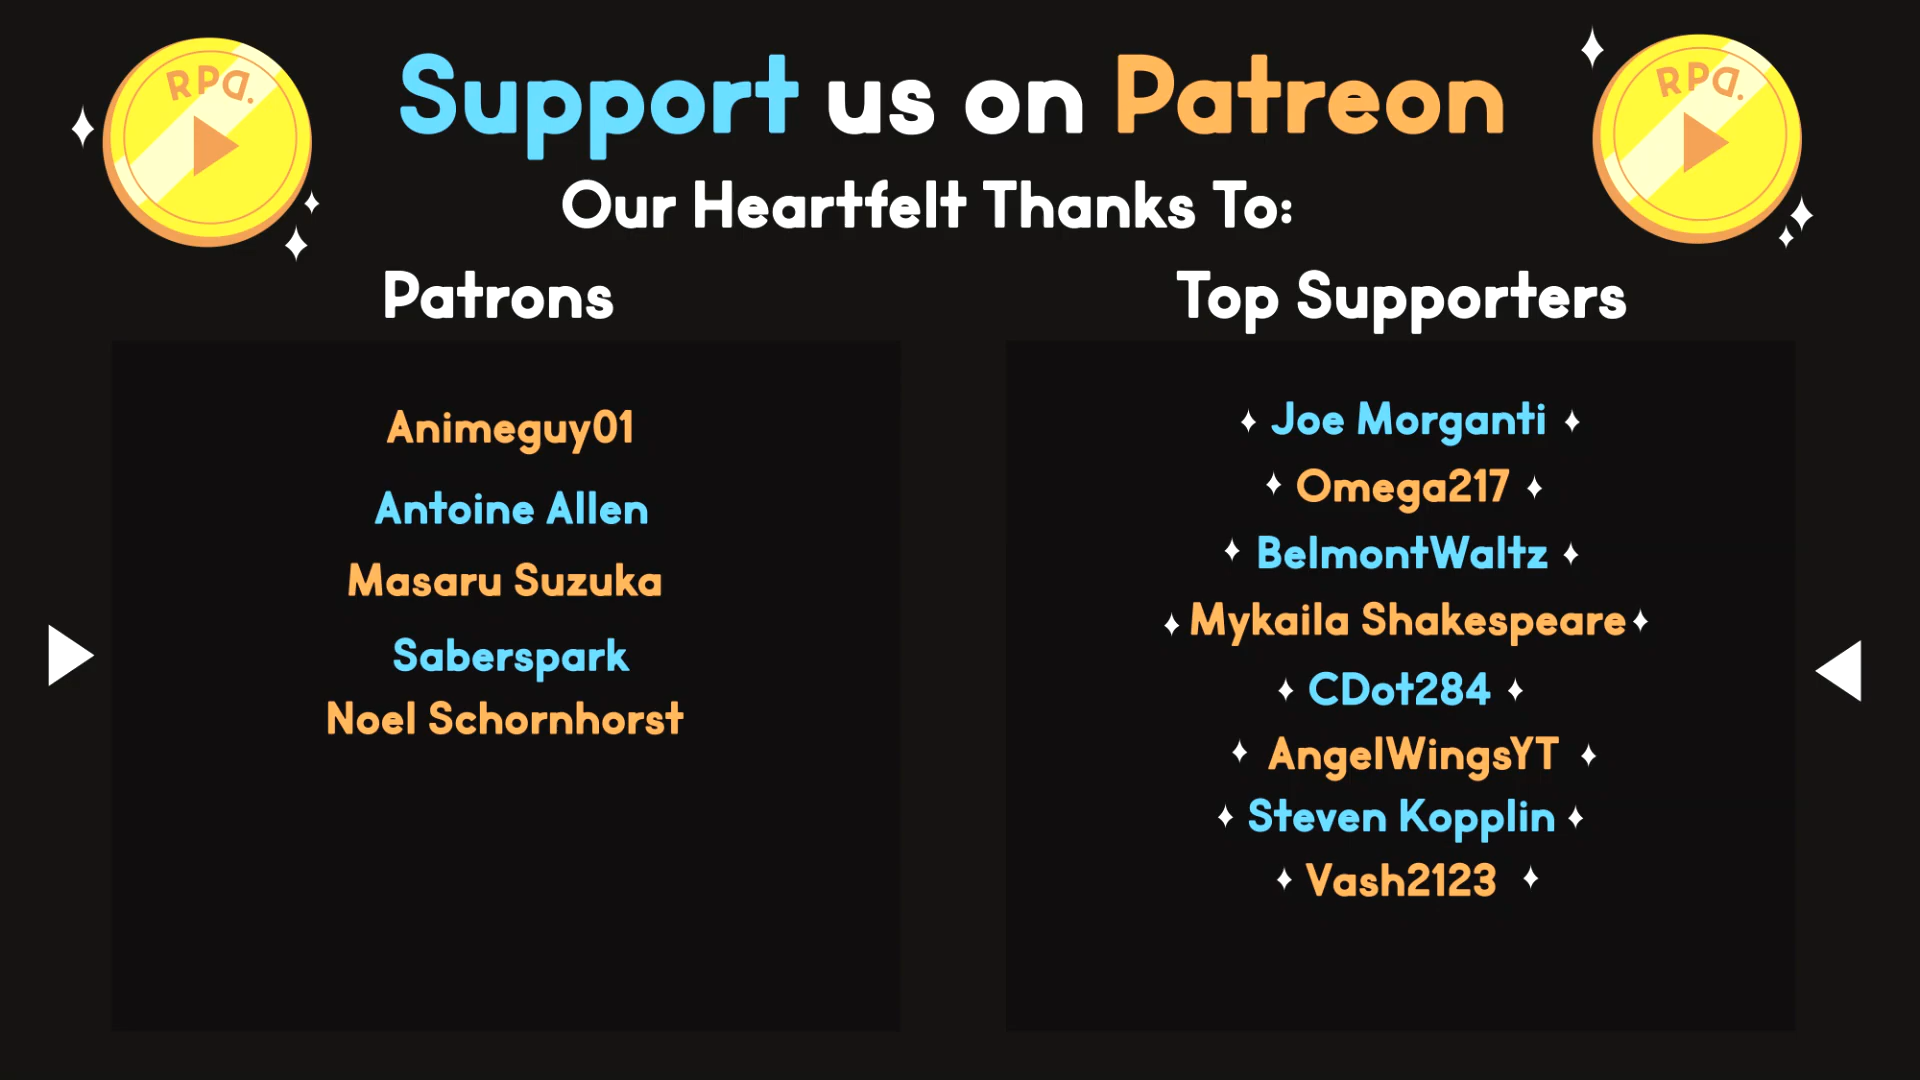 RPG.
Support us on Patreon
RPG.
Our Heartfelt Thanks To:
Patrons
Animeguy01
Antoine Allen
Masaru Suzuka
Saberspark
Noel Schornhorst
Top Supporters
Joe Morganti
Omega217
BelmontWaltz
Mykaila Shakespeare
CDot284
AngelWingsYT
Steven Kopplin
Vash2123